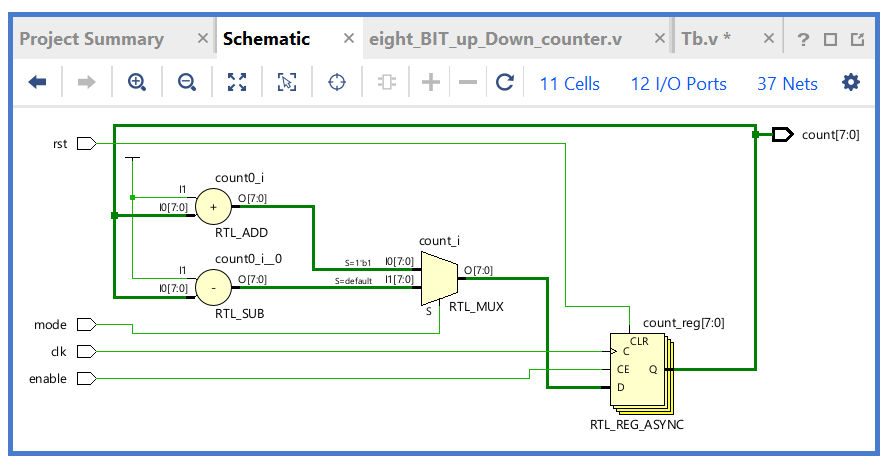 Project Summary × Schematic × eight_BIT_up_Down_counter.v × Tb.v * × ?
11 Cells 12 I/O Ports 37 Nets
rst
count[7:0]
count0_i
I1
I0[7:0]
+
O[7:0]
RTL_ADD
count0_i__0
I1
I0[7:0]
-
O[7:0]
RTL_SUB
count_i
S=1'b1 I0[7:0]
S=default I1[7:0]
O[7:0]
S
RTL_MUX
mode
clk
enable
count_reg[7:0]
CLR
C
CE
Q
D
RTL_REG_ASYNC